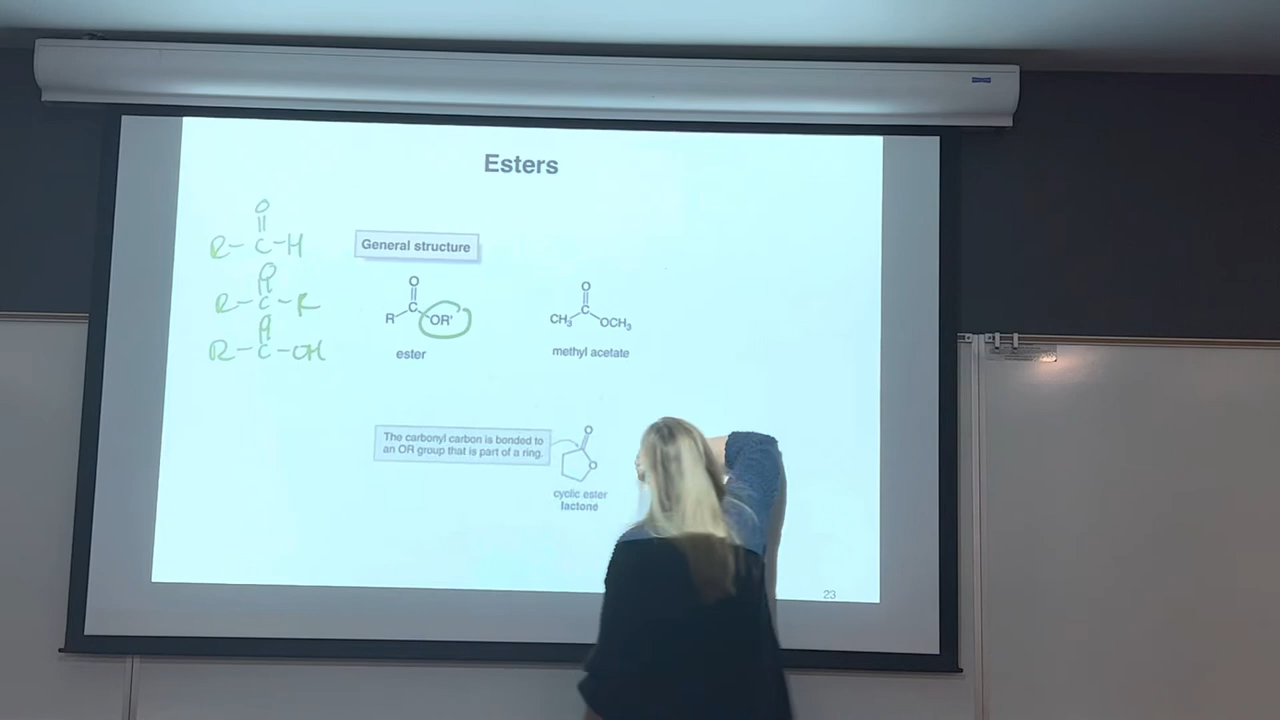 Esters
O
R-C-H
O
R-C-R
O
R-C-OH
General structure
O
C
R OR'
ester
O
C
CH₃ OCH₃
methyl acetate
The carbonyl carbon is bonded to
an OR group that is part of a ring.
O
O
cyclic ester
lactone
23